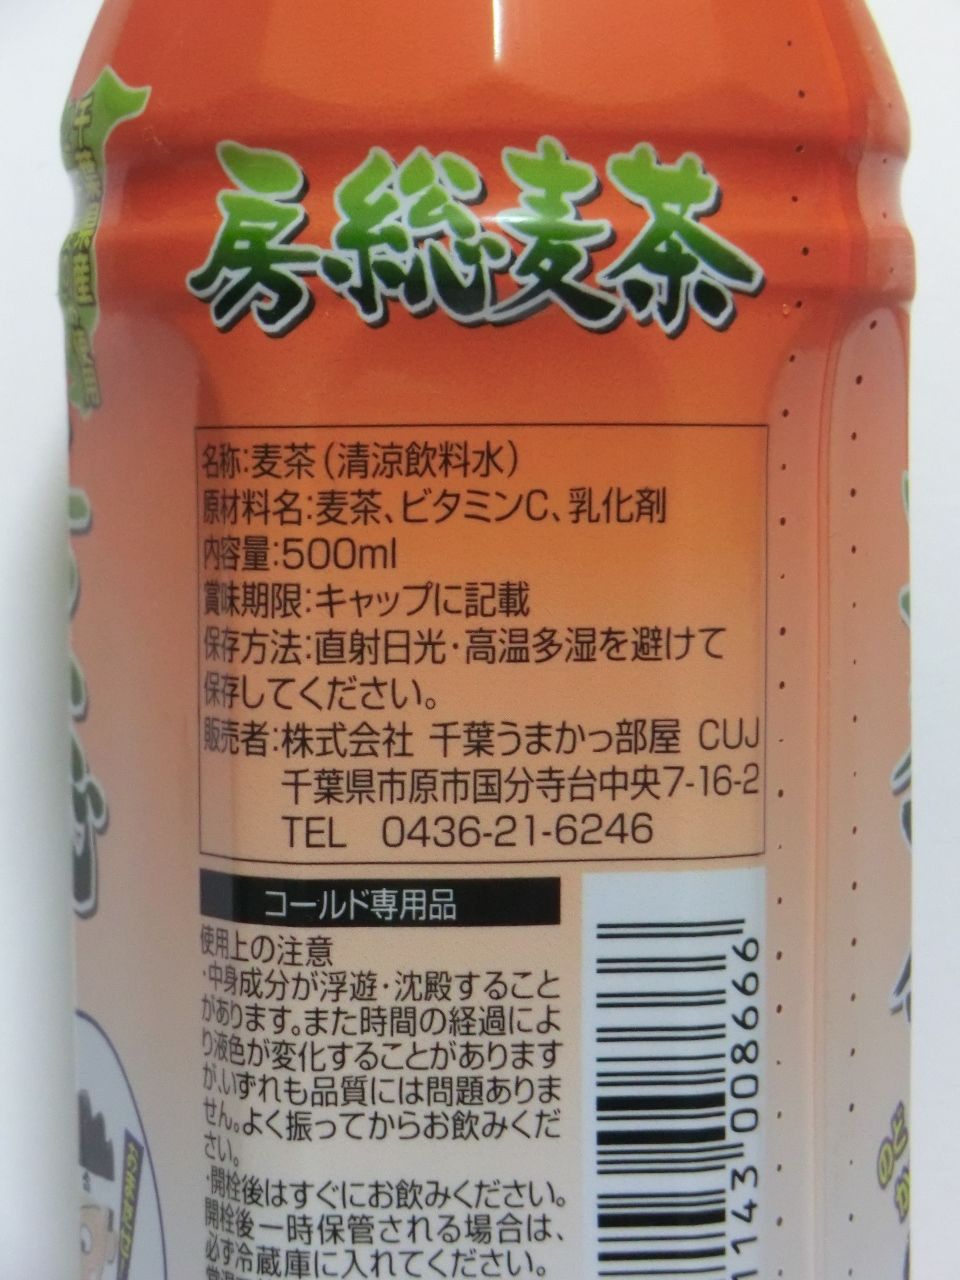 房総麦茶
名称:麦茶(清涼飲料水)
原材料名:麦茶、ビタミンC、乳化剤
内容量:500ml
賞味期限:キャップに記載
保存方法:直射日光・高温多湿を避けて
保存してください。
販売者:株式会社 千葉うまかっ部屋 CUJ
千葉県市原市国分寺台中央7-16-2
TEL 0436-21-6246
コールド専用品
使用上の注意
・中身成分が浮遊・沈殿すること
があります。また時間の経過によ
り液色が変化することがあります
が、いずれも品質には問題ありま
せん。よく振ってからお飲みくだ
さい。
・開栓後はすぐにお飲みください。
開栓後一時保管される場合は、
必ず冷蔵庫に入れてください。
143008666
のど